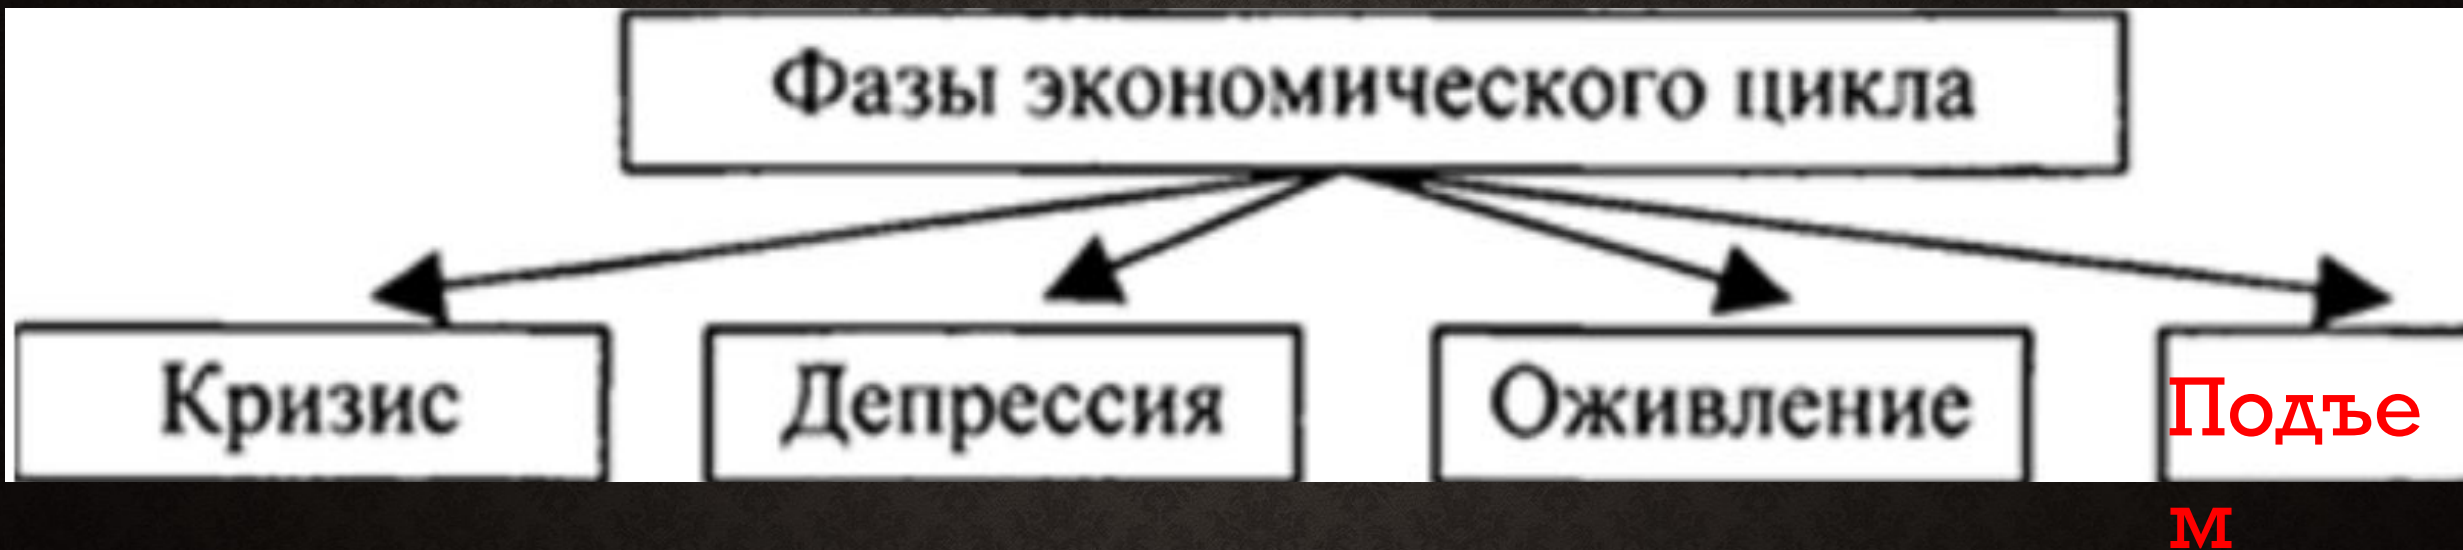 Фазы экономического цикла
Кризис
Депрессия
Оживление
Подъе
м